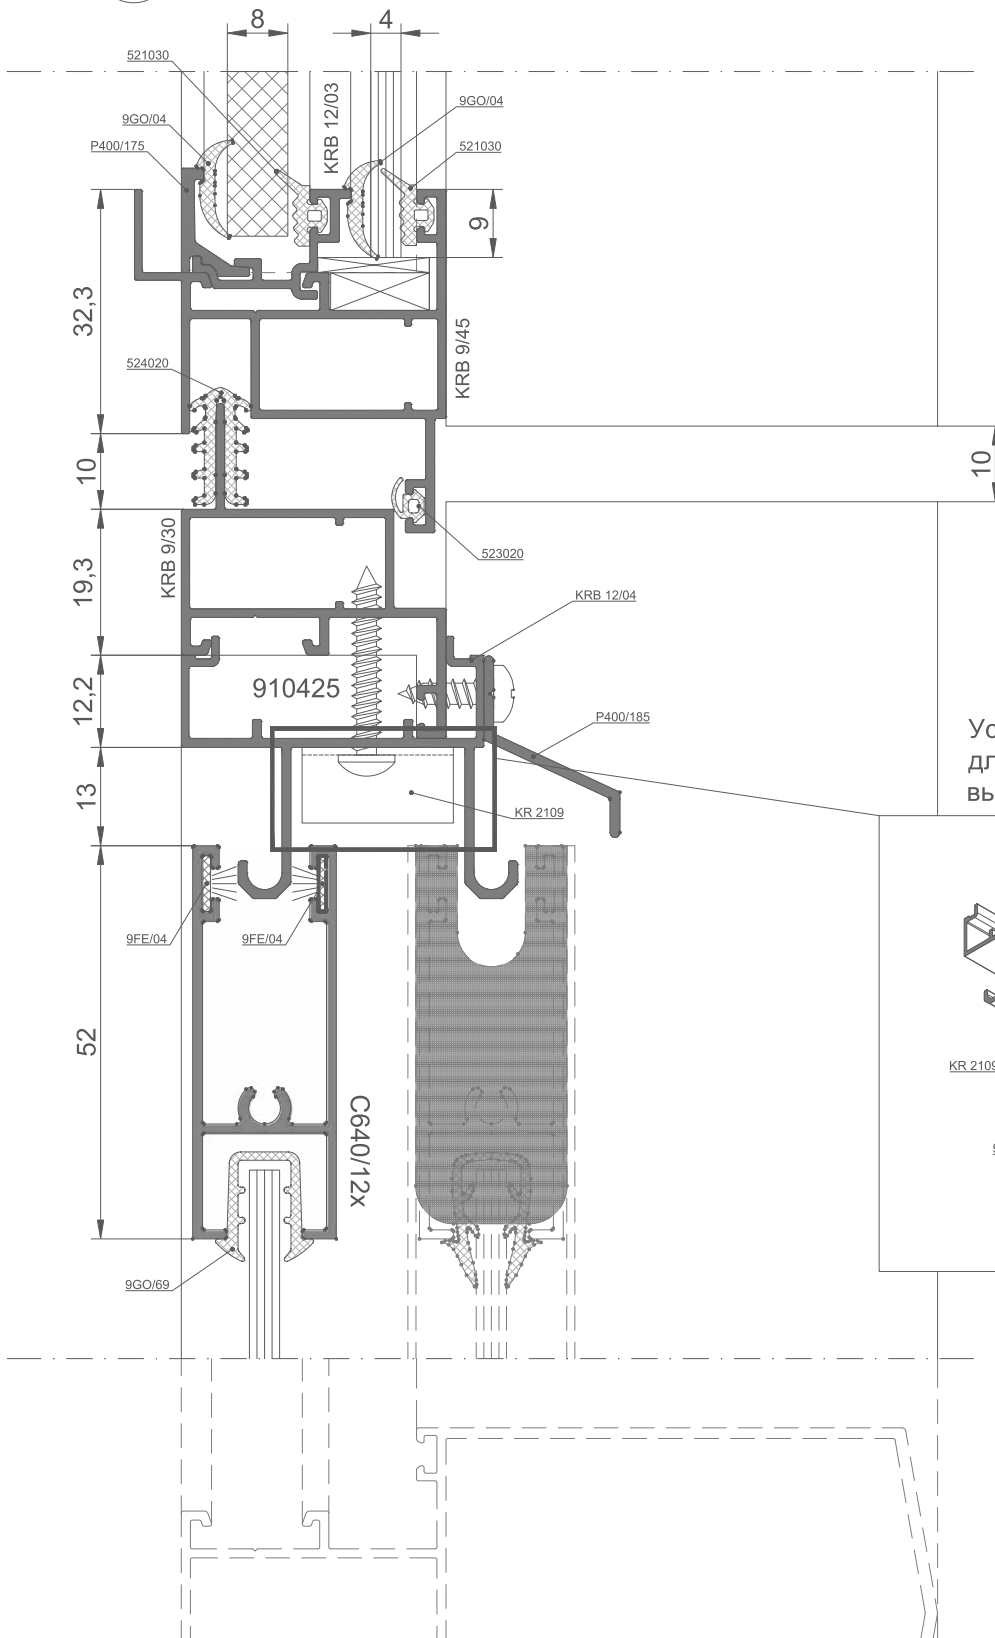 8
4
521030
9GO/04
KRB 12/03
9GO/04
P400/175
521030
9
32,3
KRB 9/45
524020
10
10
KRB 9/30
523020
19,3
KRB 12/04
12,2
910425
P400/185
13
KR 2109
9FE/04
9FE/04
52
KR 2109
C640/12x
9GO/69